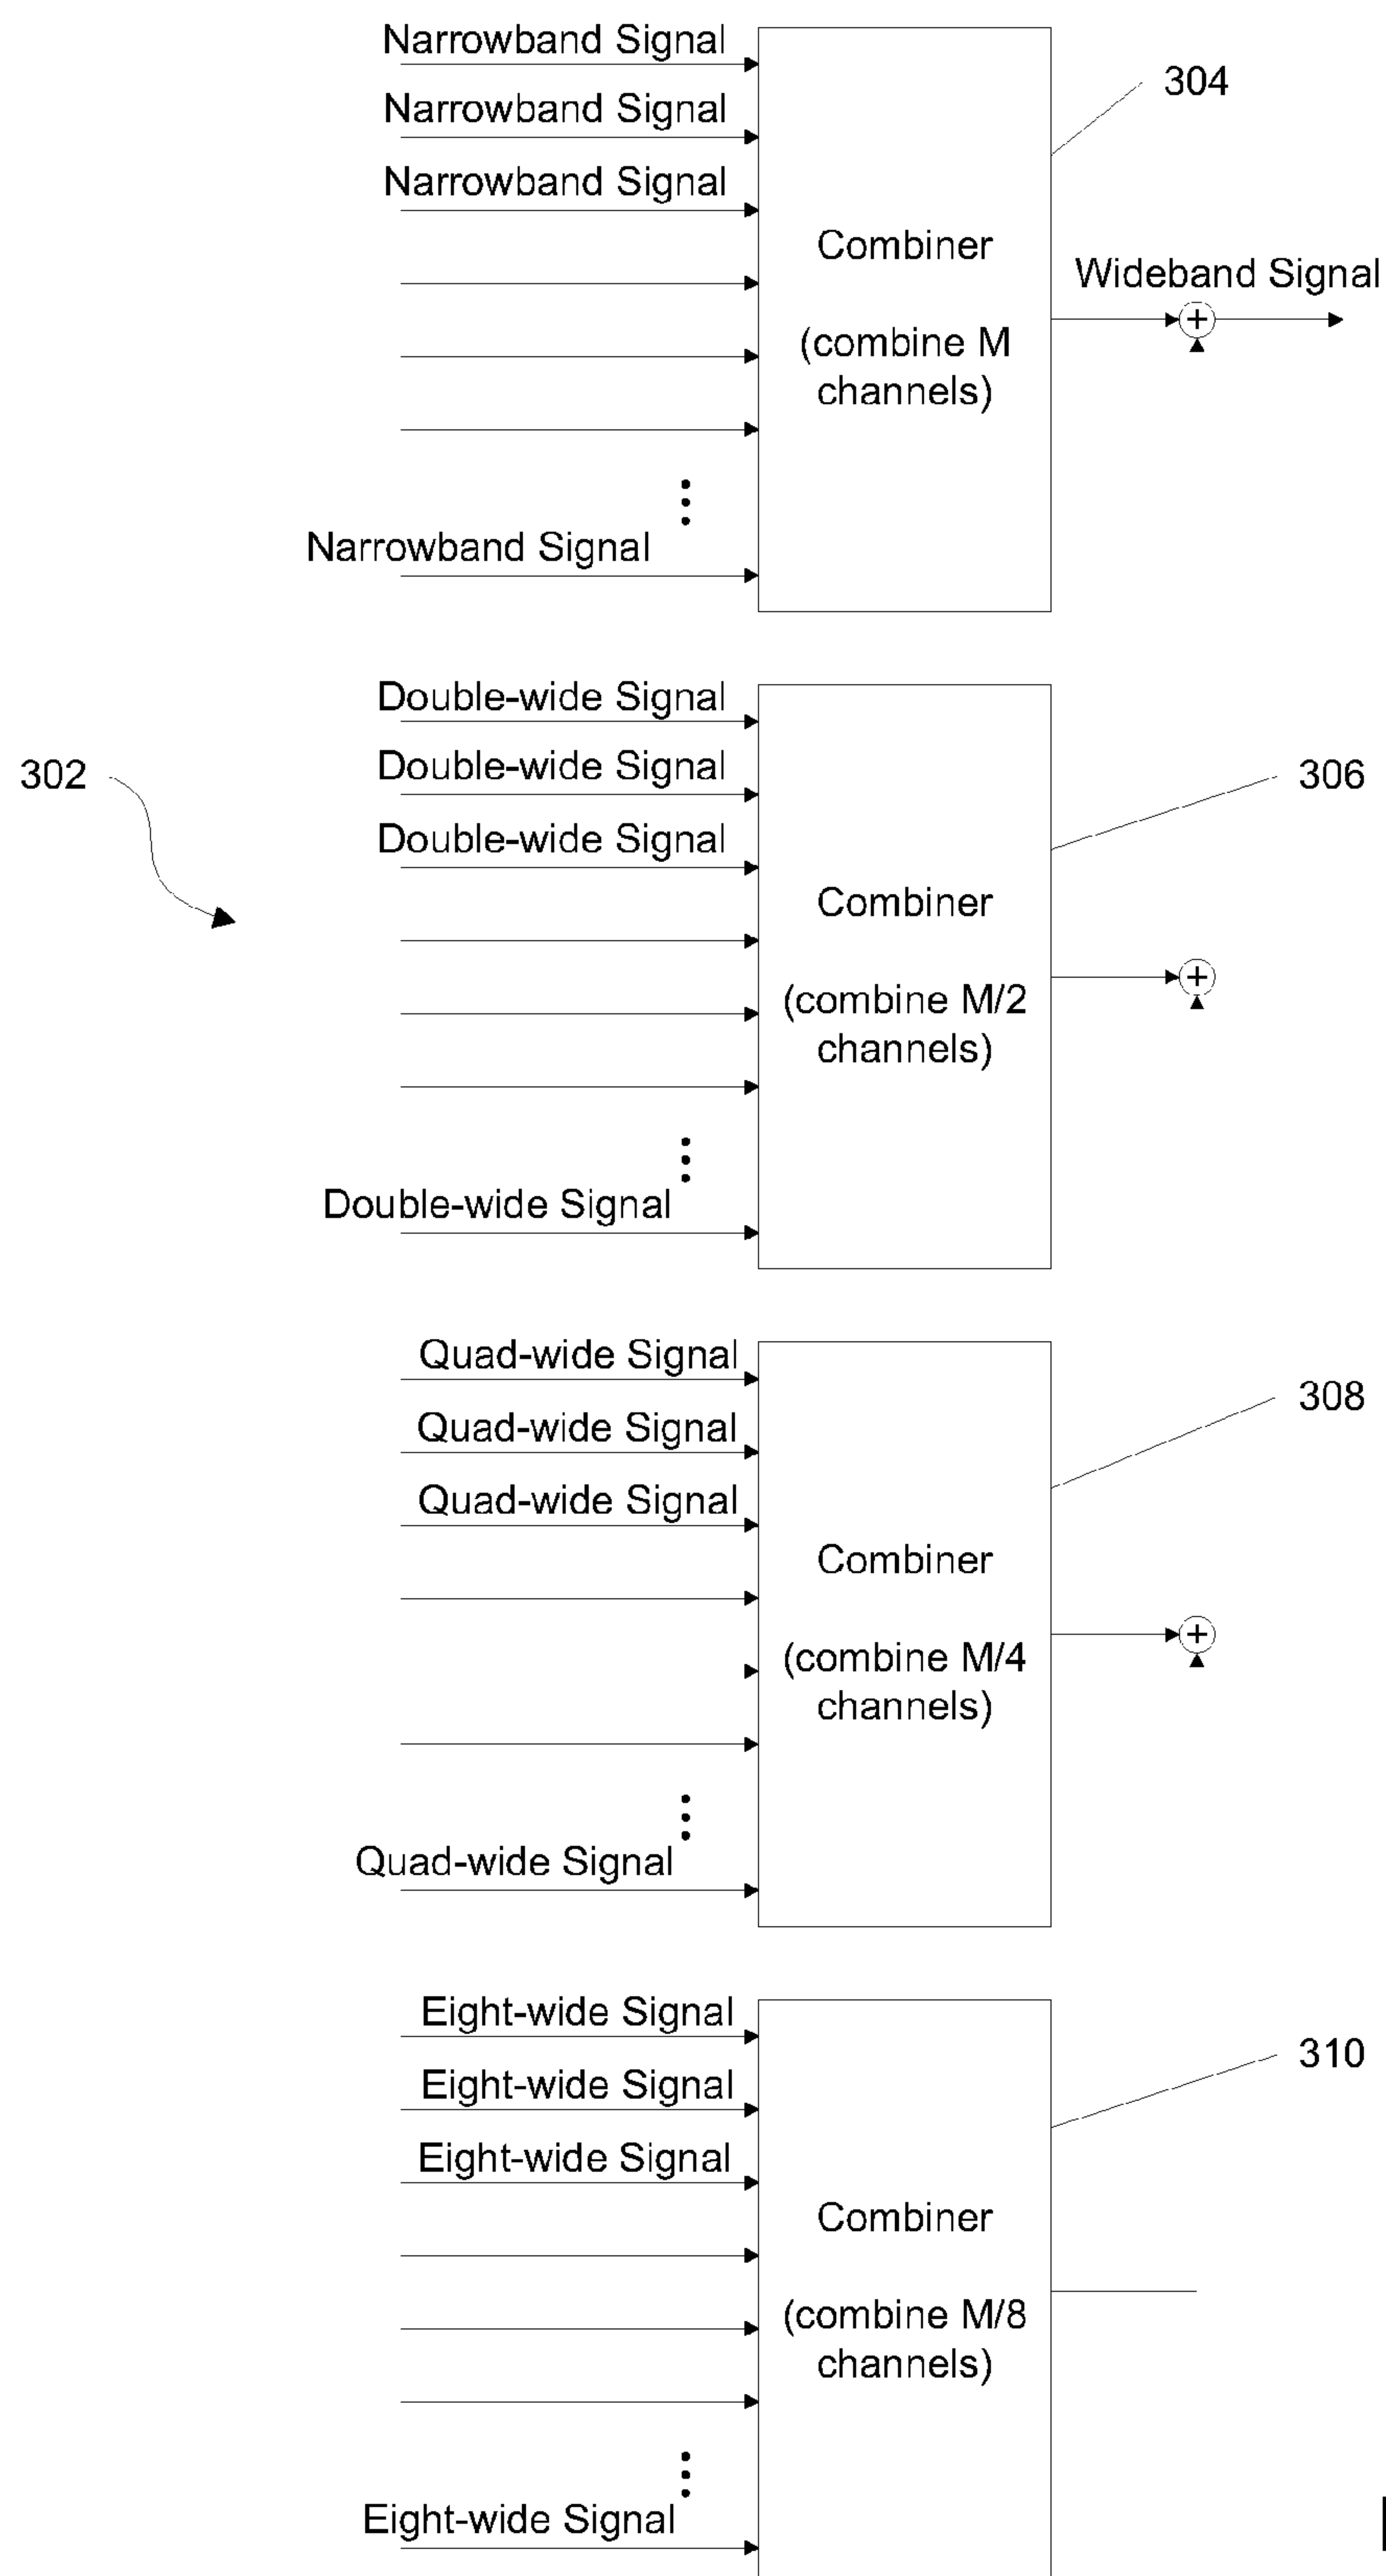 Narrowband Signal
304
Narrowband Signal
Narrowband Signal
Combiner
Wideband Signal
+
(combine M
channels)
Narrowband Signal
Double-wide Signal
302
Double-wide Signal
306
Double-wide Signal
Combiner
+
(combine M/2
channels)
Double-wide Signal
Quad-wide Signal
308
Quad-wide Signal
Quad-wide Signal
Combiner
+
(combine M/4
channels)
Quad-wide Signal
Eight-wide Signal
310
Eight-wide Signal
Eight-wide Signal
Combiner
(combine M/8
channels)
Eight-wide Signal